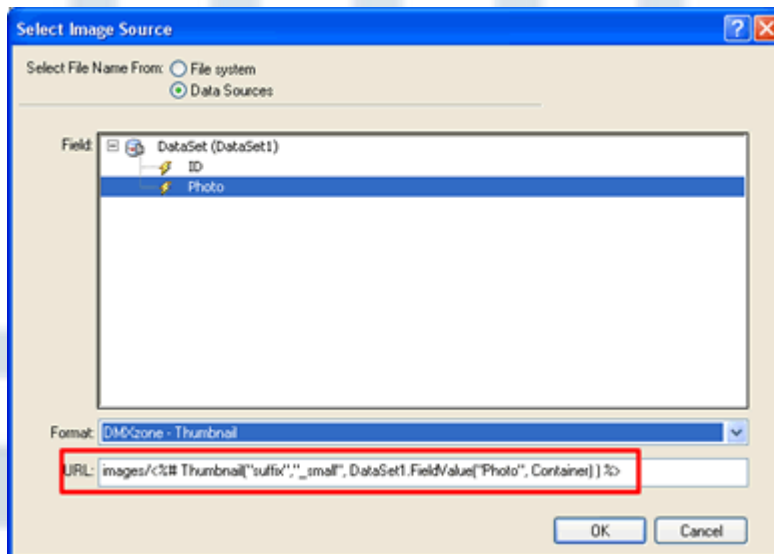 Select Image Source
Select File Name From: File system
Data Sources
Field:
DataSet (DataSet1)
ID
Photo
Format: DMXzone - Thumbnail
URL: images/<%# Thumbnail("suffix","_small", DataSet1.FieldValue("Photo", Container) ) %>
OK Cancel